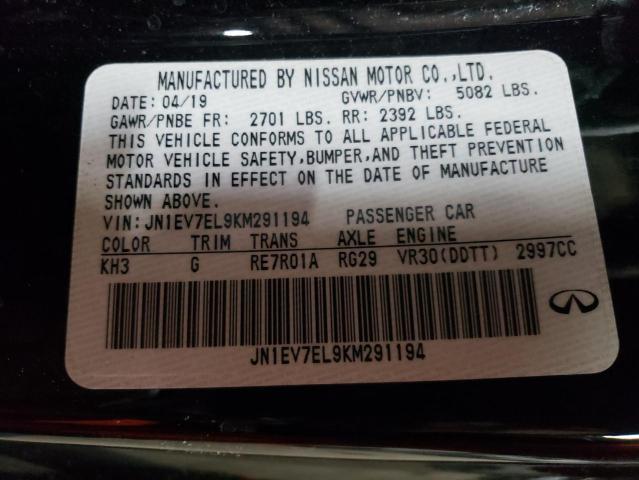 MANUFACTURED BY NISSAN MOTOR CO.,LTD.
DATE: 04/19 GVWR/PNBV: 5082 LBS.
GAWR/PNBE FR: 2701 LBS. RR: 2392 LBS.
THIS VEHICLE CONFORMS TO ALL APPLICABLE FEDERAL
MOTOR VEHICLE SAFETY,BUMPER,AND THEFT PREVENTION
STANDARDS IN EFFECT ON THE DATE OF MANUFACTURE
SHOWN ABOVE.
VIN:JN1EV7EL9KM291194 PASSENGER CAR
COLOR TRIM TRANS AXLE ENGINE
KH3 G RE7R01A RG29 VR30(DDTT) 2997CC
JN1EV7EL9KM291194